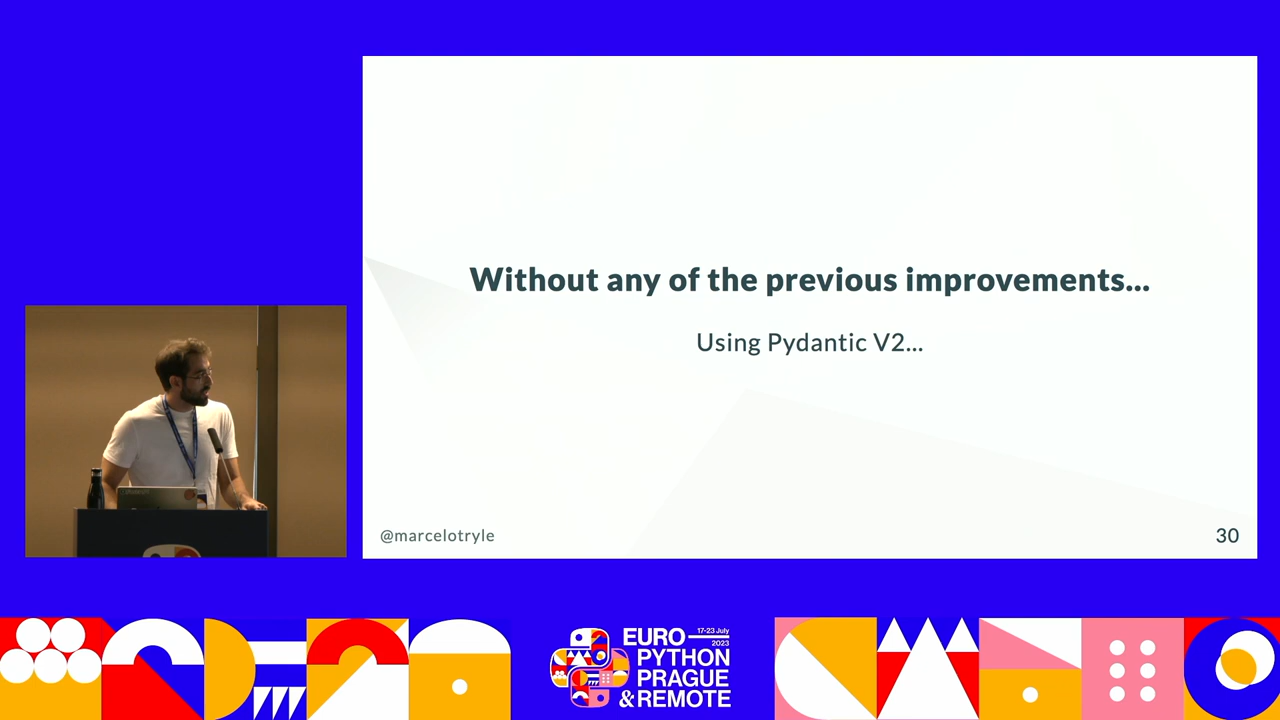 Without any of the previous improvements...
Using Pydantic V2...
@marcelotryle
30
EURO
17-23 July
2023
PYTHON
PRAGUE
& REMOTE